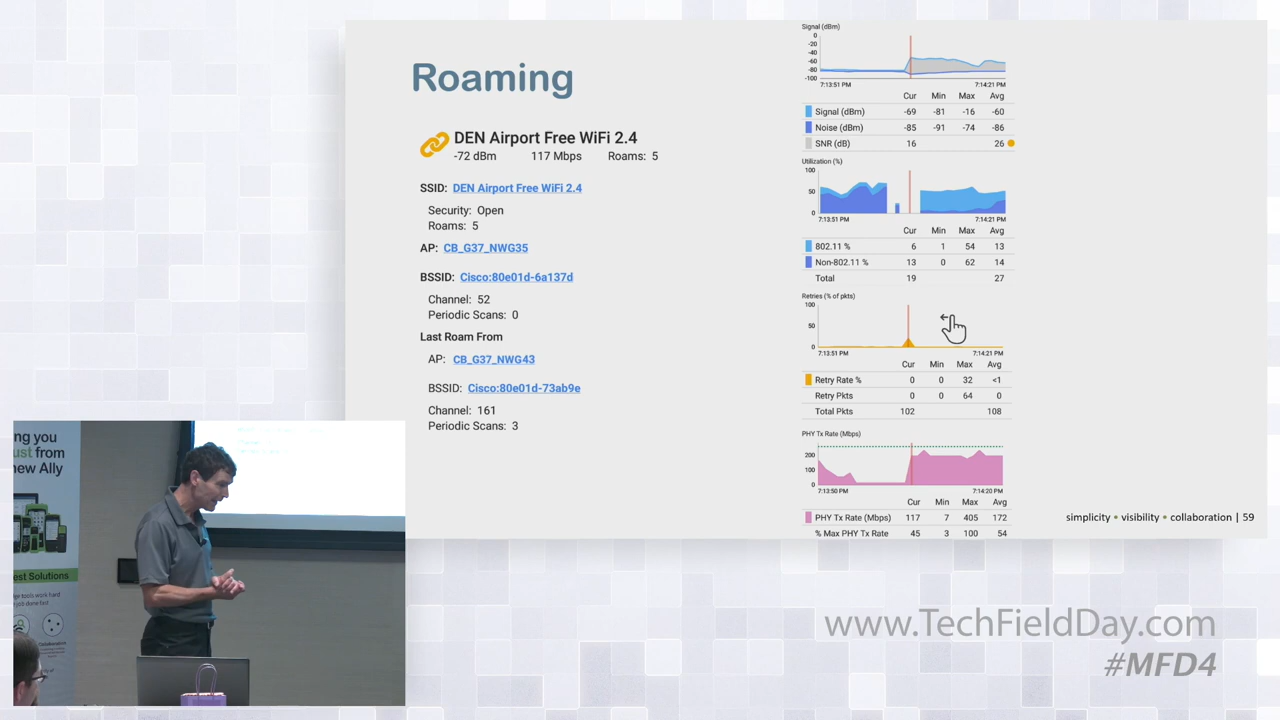 Roaming
DEN Airport Free WiFi 2.4
-72 dBm 117 Mbps Roams: 5
SSID: DEN Airport Free WiFi 2.4
Security: Open
Roams: 5
AP: CB_G37_NWG35
BSSID: Cisco:80e01d-6a137d
Channel: 52
Periodic Scans: 0
Last Roam From
AP: CB_G37_NWG43
BSSID: Cisco:80e01d-73ab9e
Channel: 161
Periodic Scans: 3
Signal (dBm)
0
-20
-40
-60
-80
-100
7:13:51 PM 7:14:21 PM
Cur Min Max Avg
Signal (dBm) -69 -81 -16 -60
Noise (dBm) -85 -91 -74 -86
SNR (dB) 16 26
Utilization (%)
100
50
0
7:13:51 PM 7:14:21 PM
Cur Min Max Avg
802.11 % 6 1 54 13
Non-802.11 % 13 0 62 14
Total 19 27
Retries (% of pkts)
100
50
0
7:13:51 PM 7:14:21 PM
Cur Min Max Avg
Retry Rate % 0 0 32 <1
Retry Pkts 0 0 64 0
Total Pkts 102 108
PHY Tx Rate (Mbps)
200
100
0
7:13:50 PM 7:14:20 PM
Cur Min Max Avg
PHY Tx Rate (Mbps) 117 7 405 172
% Max PHY Tx Rate 45 3 100 54
simplicity • visibility • collaboration | 59
ng you
ust from
new Ally
est Solutions
www.TechFieldDay.com
#MFD4